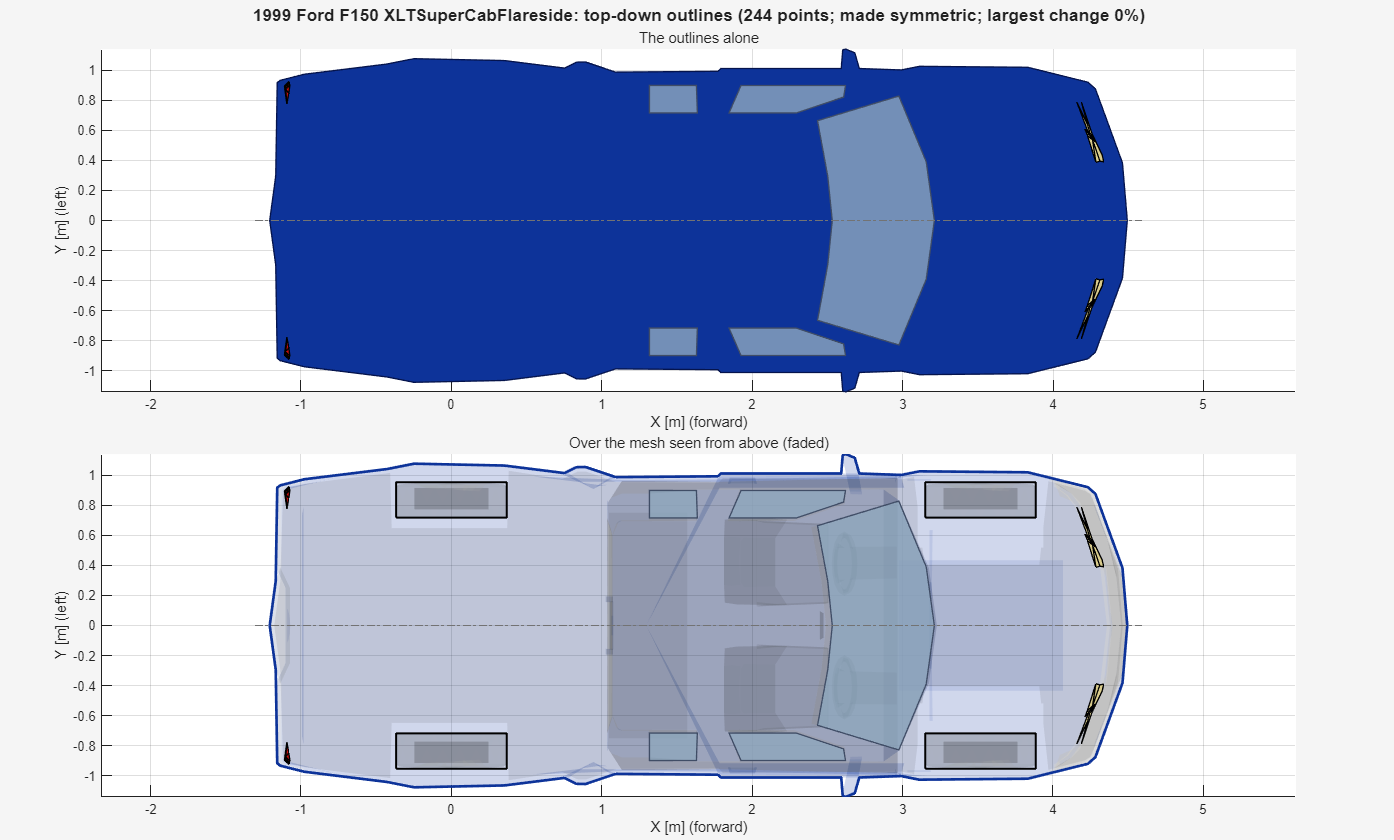 1999 Ford F150 XLTSuperCabFlareside: top-down outlines (244 points; made symmetric; largest change 0%)
The outlines alone
1
0.8
0.6
0.4
0.2
0
-0.2
-0.4
-0.6
-0.8
-1
Y [m] (left)
-2 -1 0 1 2 3 4 5
X [m] (forward)
Over the mesh seen from above (faded)
1
0.8
0.6
0.4
0.2
0
-0.2
-0.4
-0.6
-0.8
-1
Y [m] (left)
-2 -1 0 1 2 3 4 5
X [m] (forward)